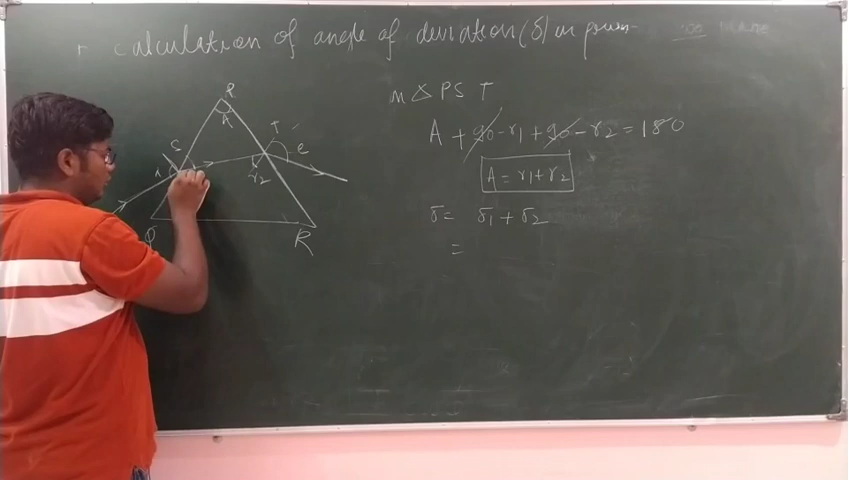 calculation of angle of deviation (δ) in prism
P
A
S
T
i
e
r2
Q
R
In △ PST
A + 90 - r1 + 90 - r2 = 180
A = r1 + r2
δ = δ1 + δ2
=